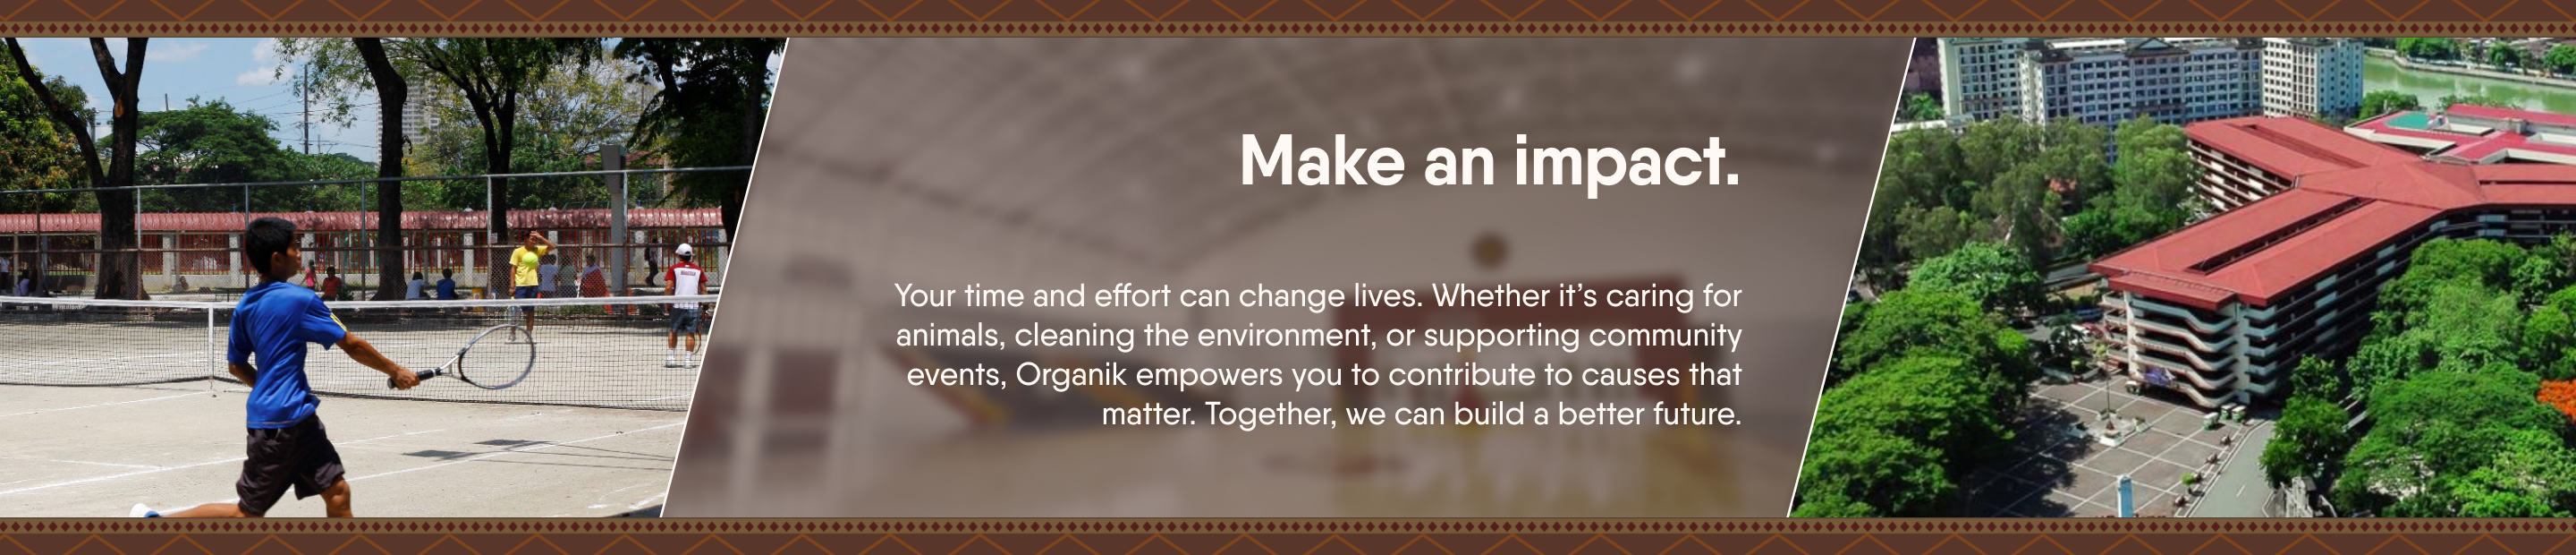 Make an impact.
Your time and effort can change lives. Whether it’s caring for
animals, cleaning the environment, or supporting community
events, Organik empowers you to contribute to causes that
matter. Together, we can build a better future.